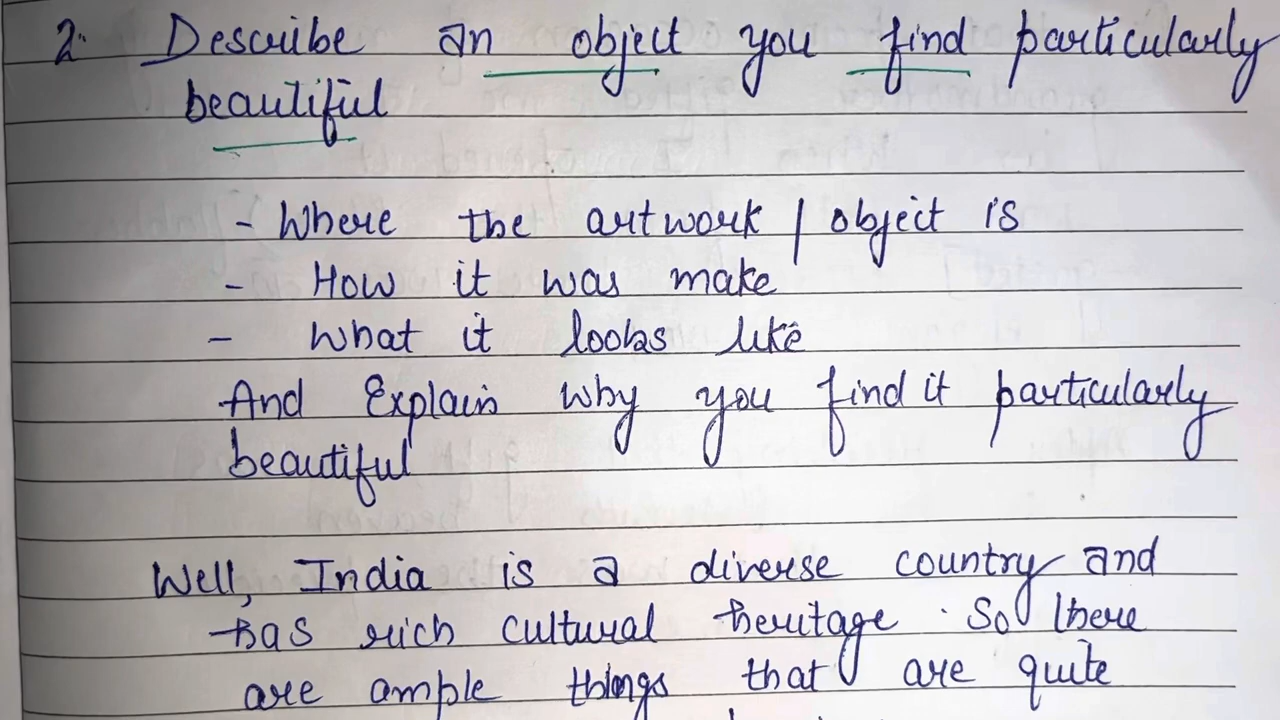 2. Describe an object you find particularly
beautiful
- Where the artwork / object is
- How it was make
- What it looks like
And Explain why you find it particularly
beautiful
Well, India is a diverse country and
has rich cultural heritage. So there
are ample things that are quite